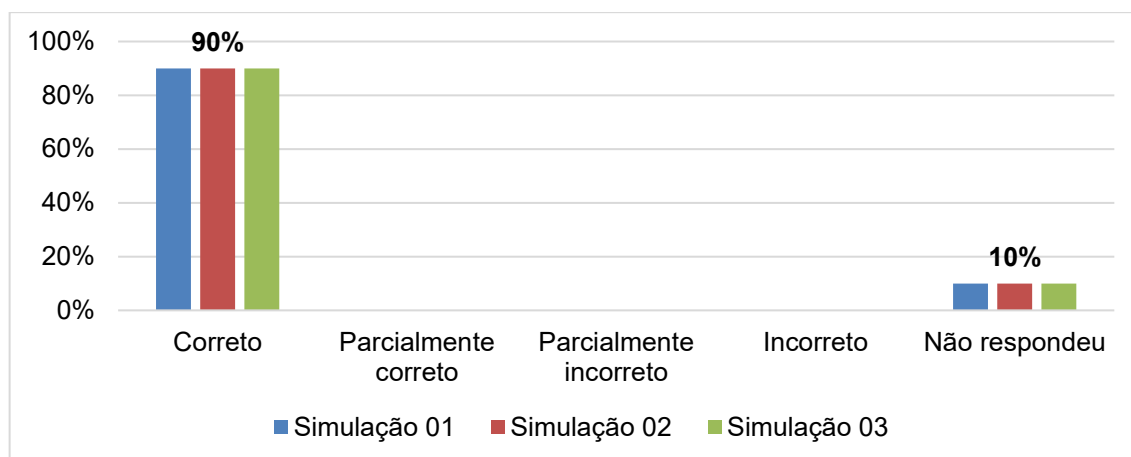 100%
90%
80%
60%
40%
20%
10%
0%
Correto
Parcialmente
correto
Parcialmente
incorreto
Incorreto
Não respondeu
Simulação 01
Simulação 02
Simulação 03